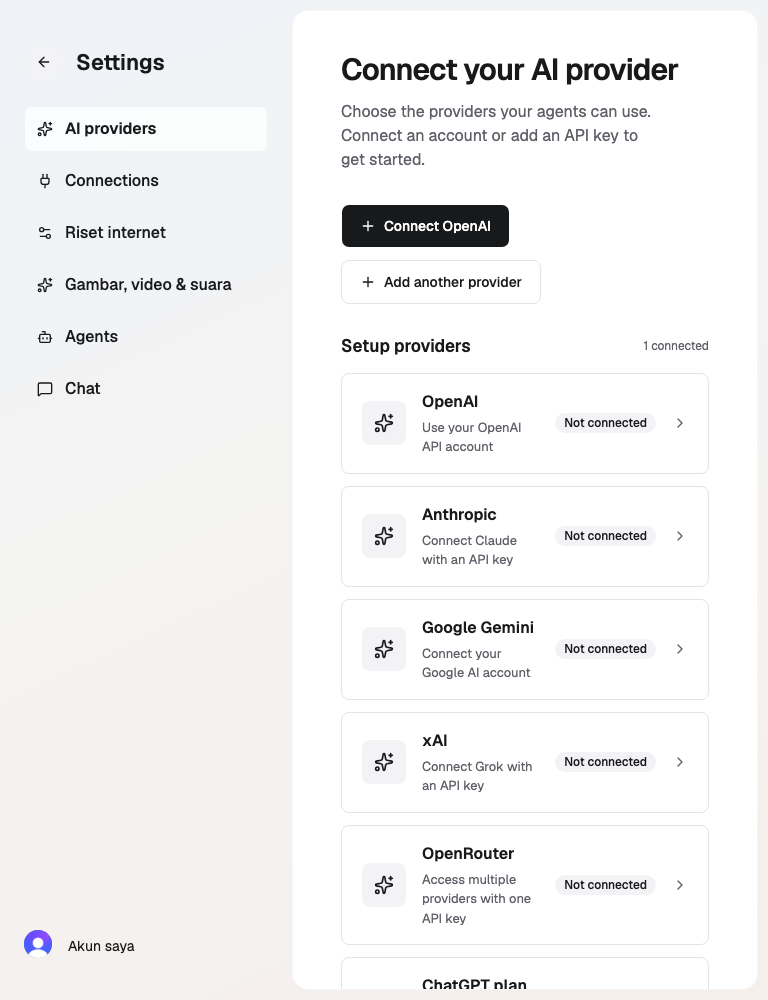 Settings
AI providers
Connections
Riset internet
Gambar, video & suara
Agents
Chat
Akun saya
Connect your AI provider
Choose the providers your agents can use.
Connect an account or add an API key to
get started.
Connect OpenAI
Add another provider
Setup providers
1 connected
OpenAI
Use your OpenAI
API account
Not connected
Anthropic
Connect Claude
with an API key
Not connected
Google Gemini
Connect your
Google AI account
Not connected
xAI
Connect Grok with
an API key
Not connected
OpenRouter
Access multiple
providers with one
API key
Not connected
ChatGPT plan